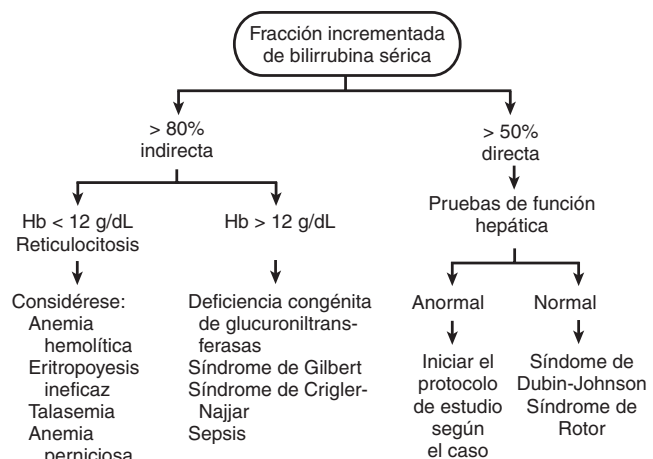 Fracción incrementada
de bilirrubina sérica
> 80%
indirecta
> 50%
directa
Hb < 12 g/dL
Reticulocitosis
Hb > 12 g/dL
Pruebas de función
hepática
Considérese:
Anemia
hemolítica
Eritropoyesis
ineficaz
Talasemia
Anemia
perniciosa
Deficiencia congénita
de glucuroniltrans-
ferasas
Síndrome de Gilbert
Síndrome de Crigler-
Najjar
Sepsis
Anormal
Normal
Iniciar el
protocolo
de estudio
según
el caso
Síndome de
Dubin-Johnson
Síndrome de
Rotor